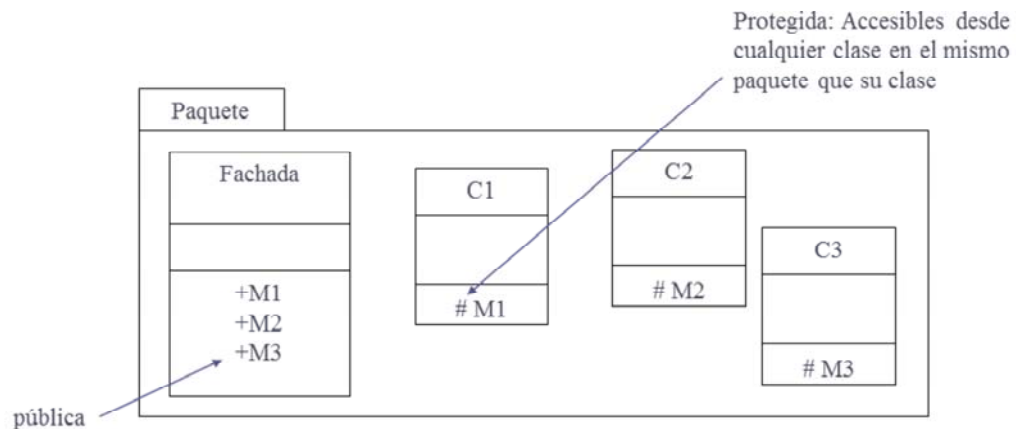 Protegida: Accesibles desde
cualquier clase en el mismo
paquete que su clase
Paquete
Fachada
+M1
+M2
+M3
C1
# M1
C2
# M2
C3
# M3
pública